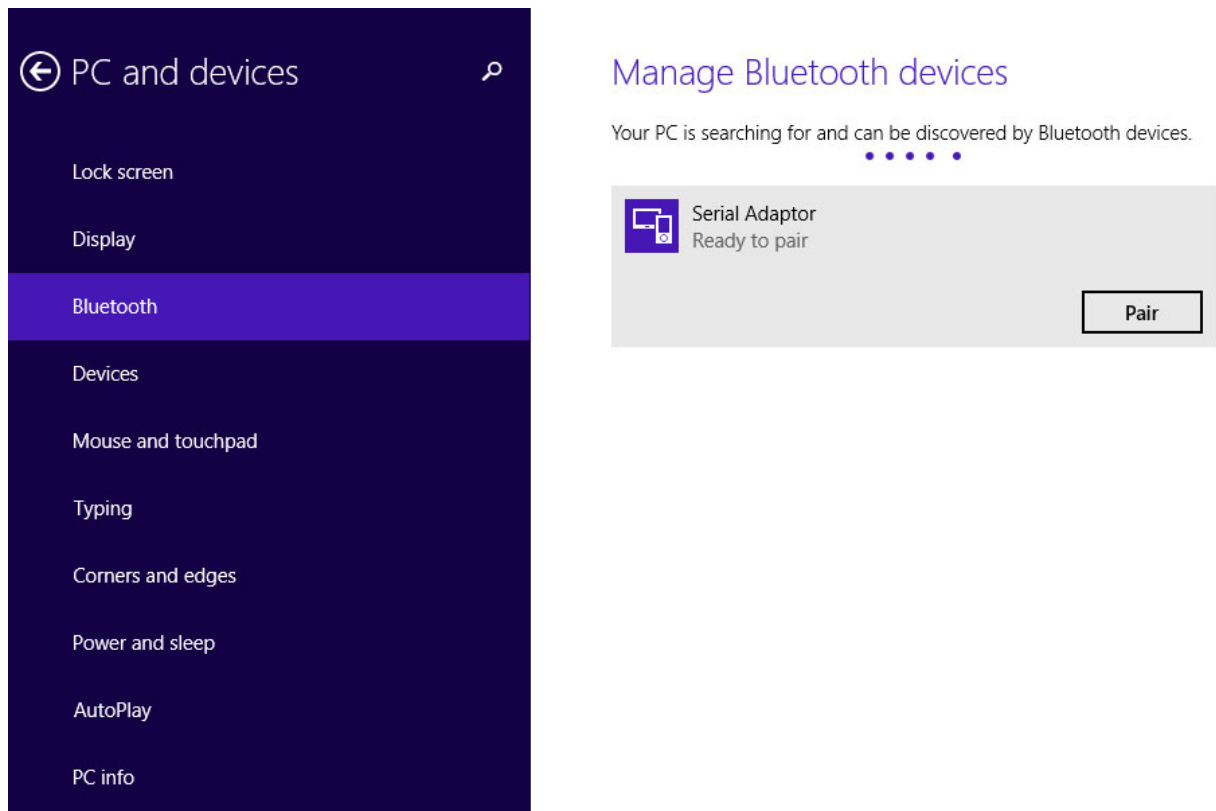 PC and devices
Lock screen
Display
Bluetooth
Devices
Mouse and touchpad
Typing
Corners and edges
Power and sleep
AutoPlay
PC info
Manage Bluetooth devices
Your PC is searching for and can be discovered by Bluetooth devices.
Serial Adaptor
Ready to pair
Pair